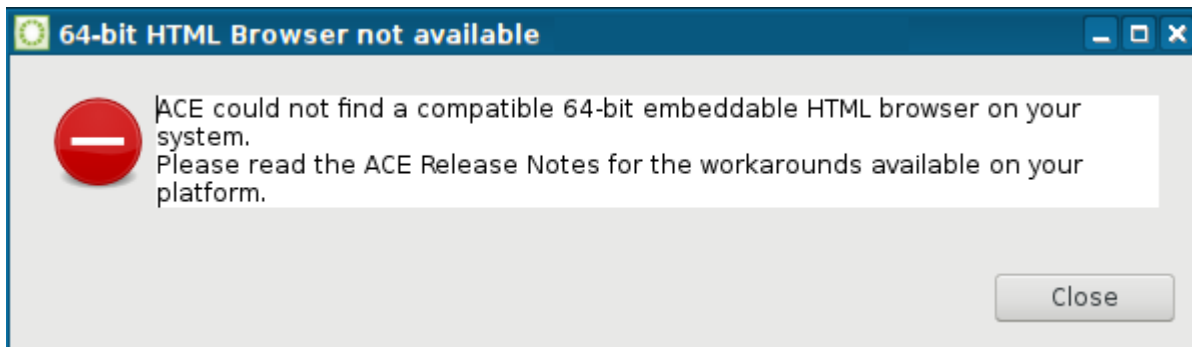 64-bit HTML Browser not available
ACE could not find a compatible 64-bit embeddable HTML browser on your
system.
Please read the ACE Release Notes for the workarounds available on your
platform.
Close